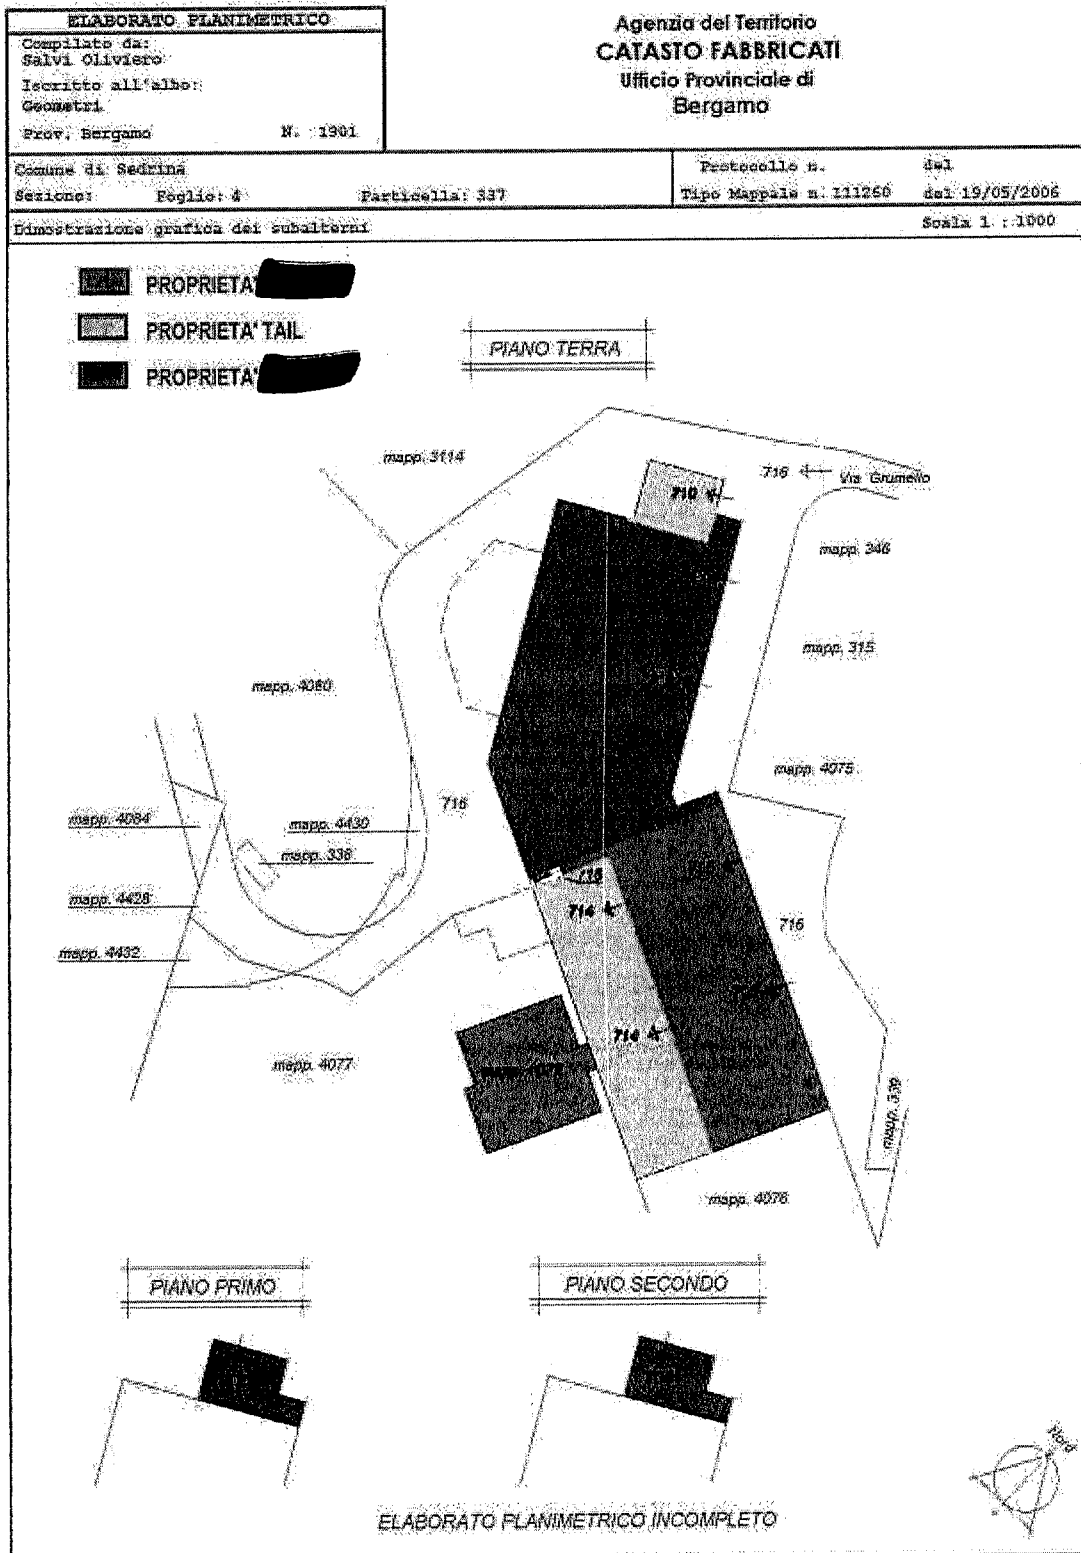 ELABORATO PLANIMETRICO
Compilato da:
Salvi Oliviero
Iscritto all'albo:
Geometri
Prov. Bergamo N. 1901
Agenzia del Territorio
CATASTO FABBRICATI
Ufficio Provinciale di
Bergamo
Comune di Sedrina
Sezione: Foglio: 4 Particella: 337
Protocollo n. del
Tipo Mappale n. 111260 del 19/05/2006
Dimostrazione grafica dei subalterni
Scala 1 : 1000
PROPRIETA'
PROPRIETA' TAIL
PROPRIETA'
PIANO TERRA
mapp. 3114
716
Via Grumello
710
mapp. 346
mapp. 315
mapp. 4080
mapp. 4075
716
mapp. 4084
mapp. 4430
mapp. 336
mapp. 4428
mapp. 4432
715
714
716
714
mapp. 4077
mapp. 339
mapp. 4076
PIANO PRIMO
PIANO SECONDO
Nord
ELABORATO PLANIMETRICO INCOMPLETO